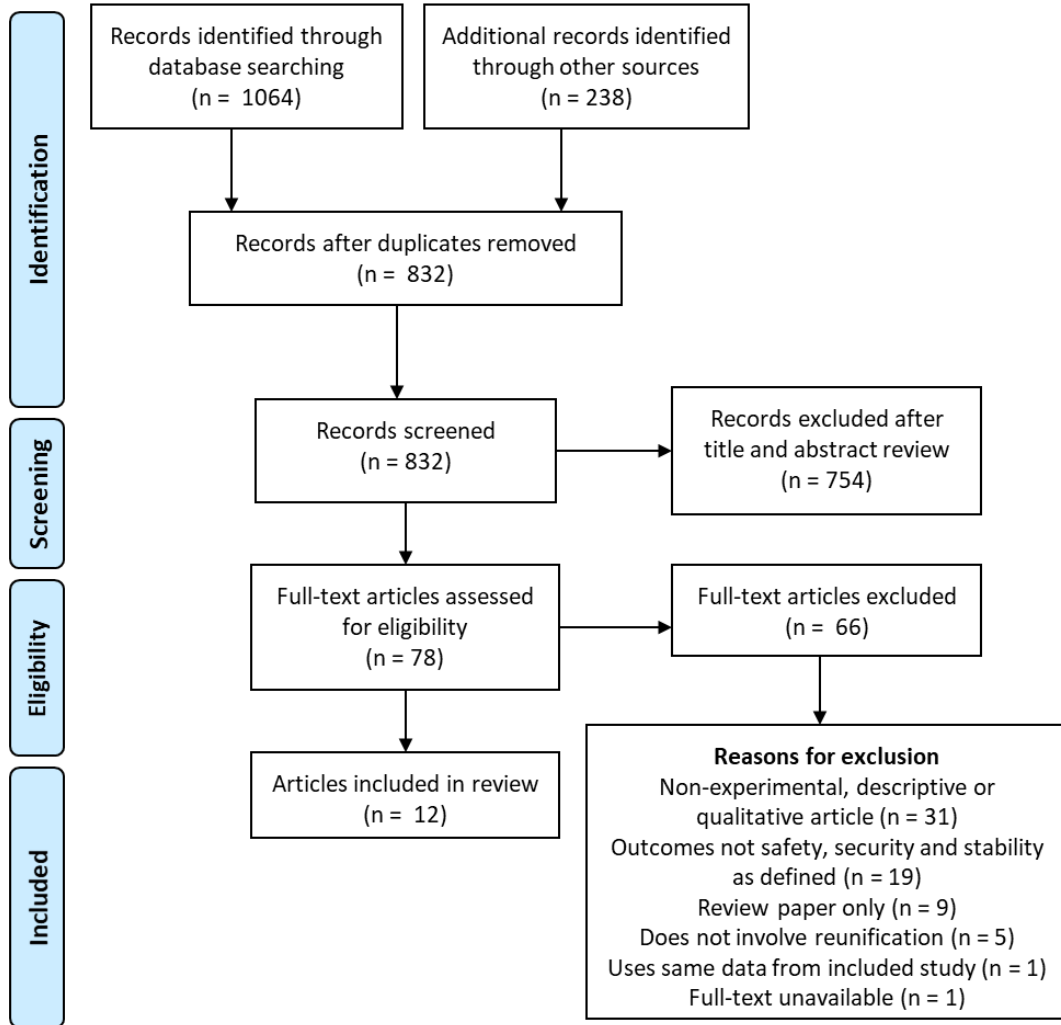 Identification
Records identified through
database searching
(n = 1064)
Additional records identified
through other sources
(n = 238)
Records after duplicates removed
(n = 832)
Screening
Records screened
(n = 832)
Records excluded after
title and abstract review
(n = 754)
Eligibility
Full-text articles assessed
for eligibility
(n = 78)
Full-text articles excluded
(n = 66)
Included
Articles included in review
(n = 12)
Reasons for exclusion
Non-experimental, descriptive or
qualitative article (n = 31)
Outcomes not safety, security and stability
as defined (n = 19)
Review paper only (n = 9)
Does not involve reunification (n = 5)
Uses same data from included study (n = 1)
Full-text unavailable (n = 1)